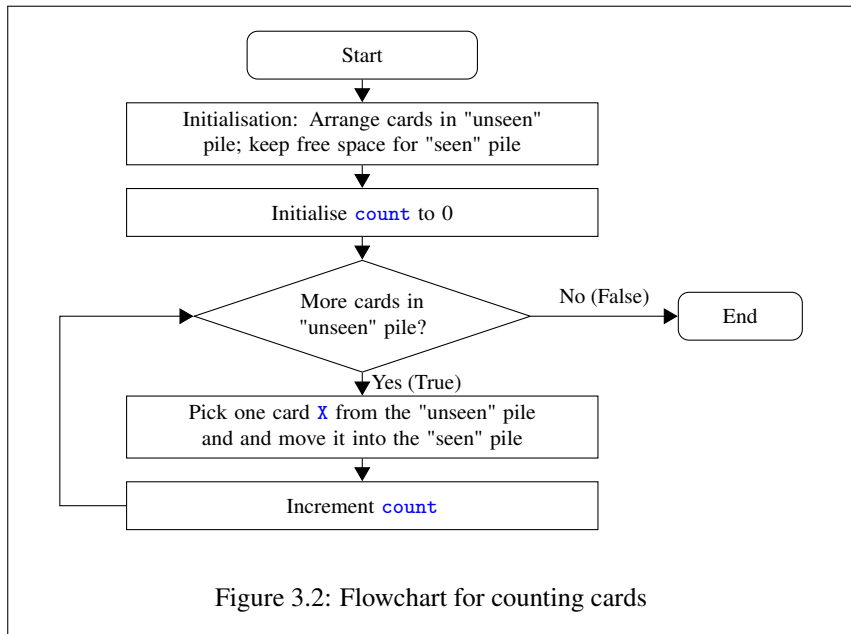 Start
Initialisation: Arrange cards in "unseen"
pile; keep free space for "seen" pile
Initialise count to 0
More cards in
"unseen" pile?
No (False)
End
Yes (True)
Pick one card X from the "unseen" pile
and and move it into the "seen" pile
Increment count
Figure 3.2: Flowchart for counting cards